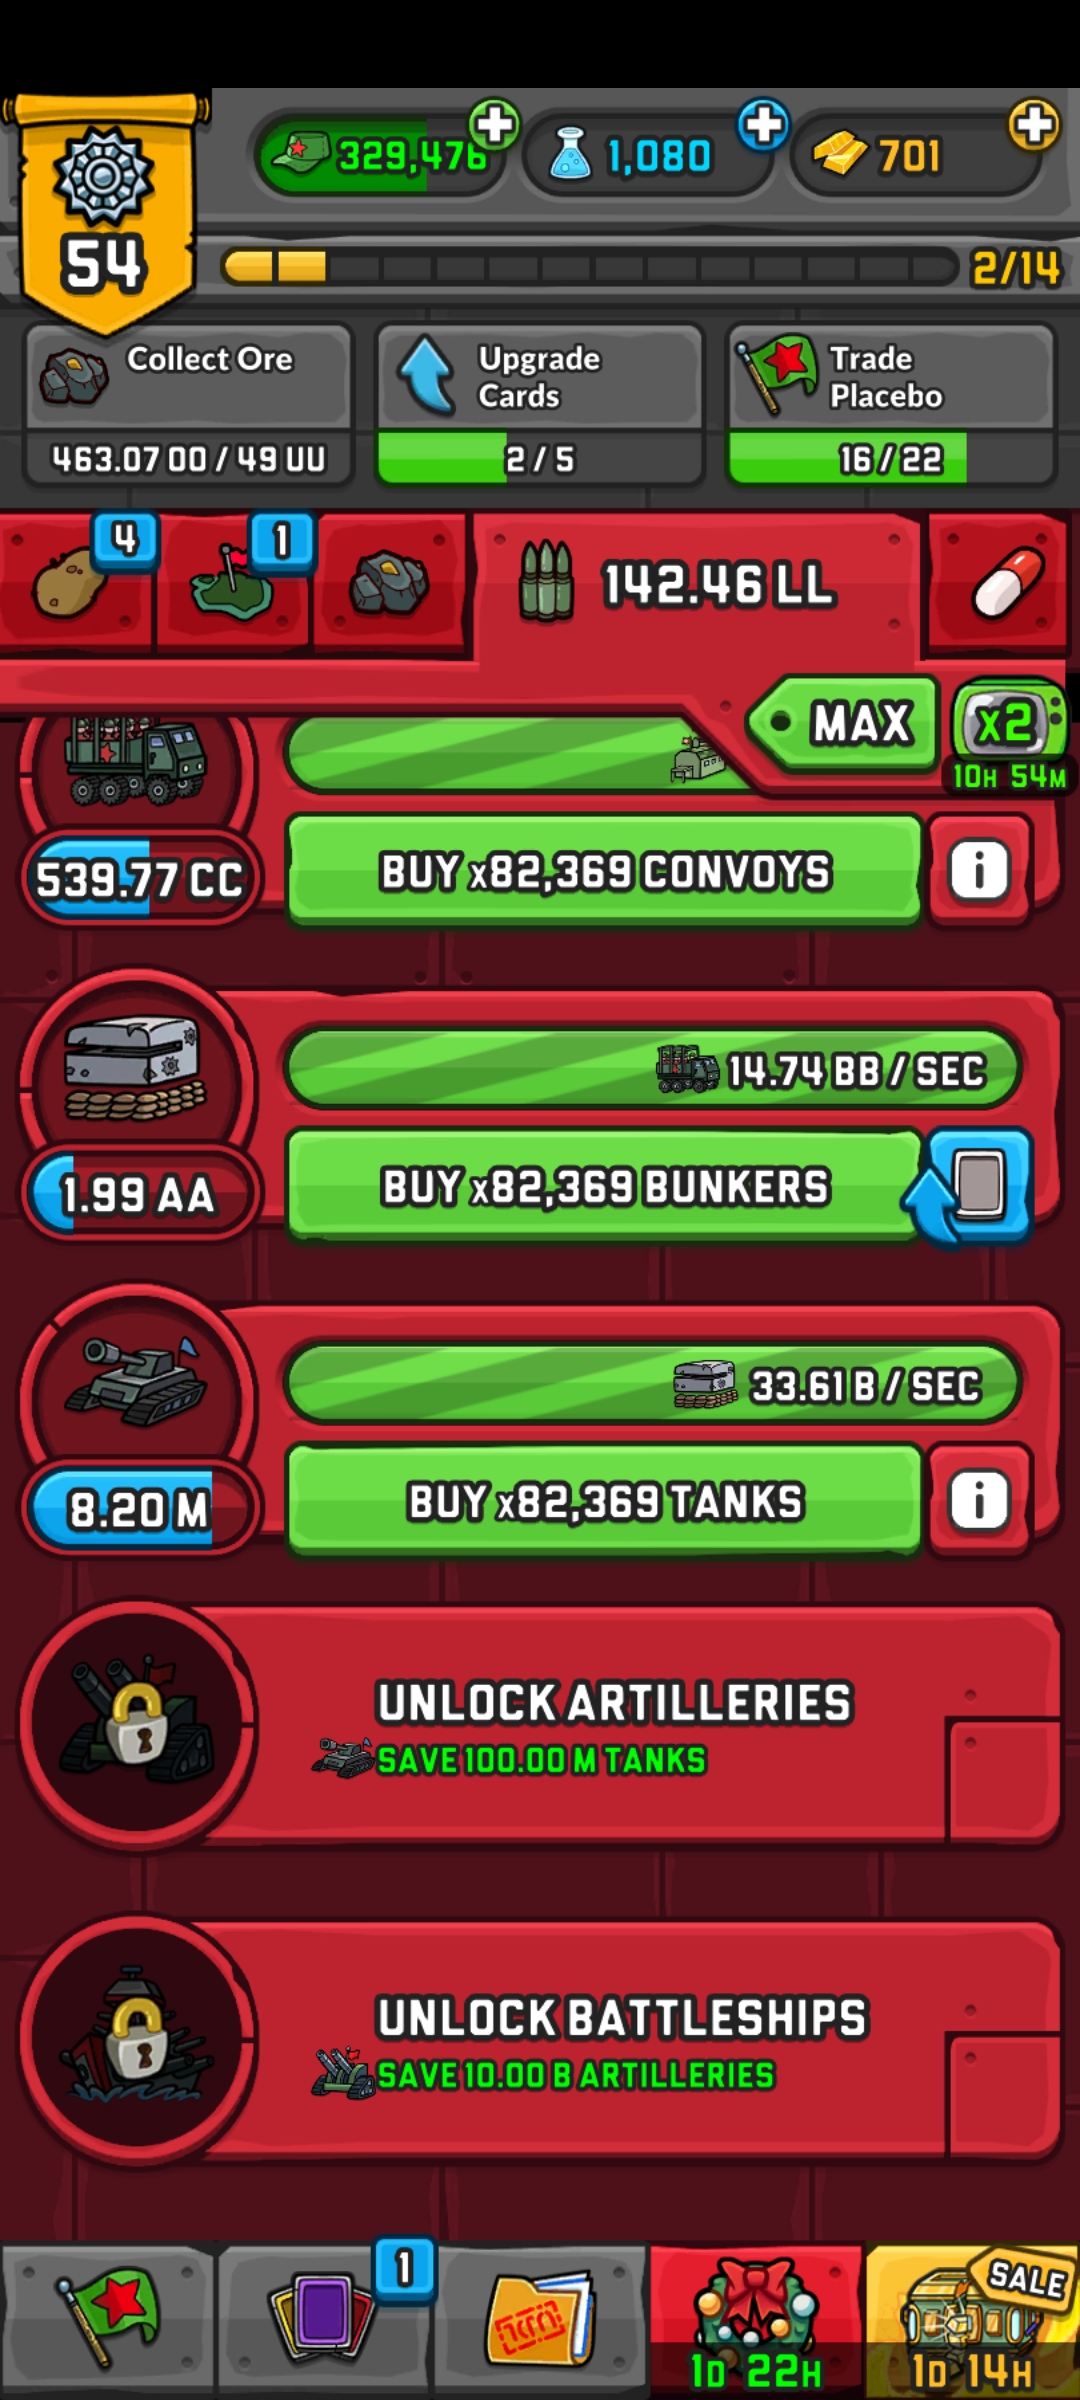 329,476
1,080
701
54
2/14
Collect Ore
463.07 OO / 49 UU
Upgrade
Cards
2 / 5
Trade
Placebo
16 / 22
4
1
142.46 LL
MAX
X2
10H 54M
539.77 CC
BUY x82,369 CONVOYS
i
14.74 BB / SEC
1.99 AA
BUY x82,369 BUNKERS
33.61 B / SEC
8.20 M
BUY x82,369 TANKS
i
UNLOCK ARTILLERIES
SAVE 100.00 M TANKS
UNLOCK BATTLESHIPS
SAVE 10.00 B ARTILLERIES
1
1D 22H
SALE
1D 14H